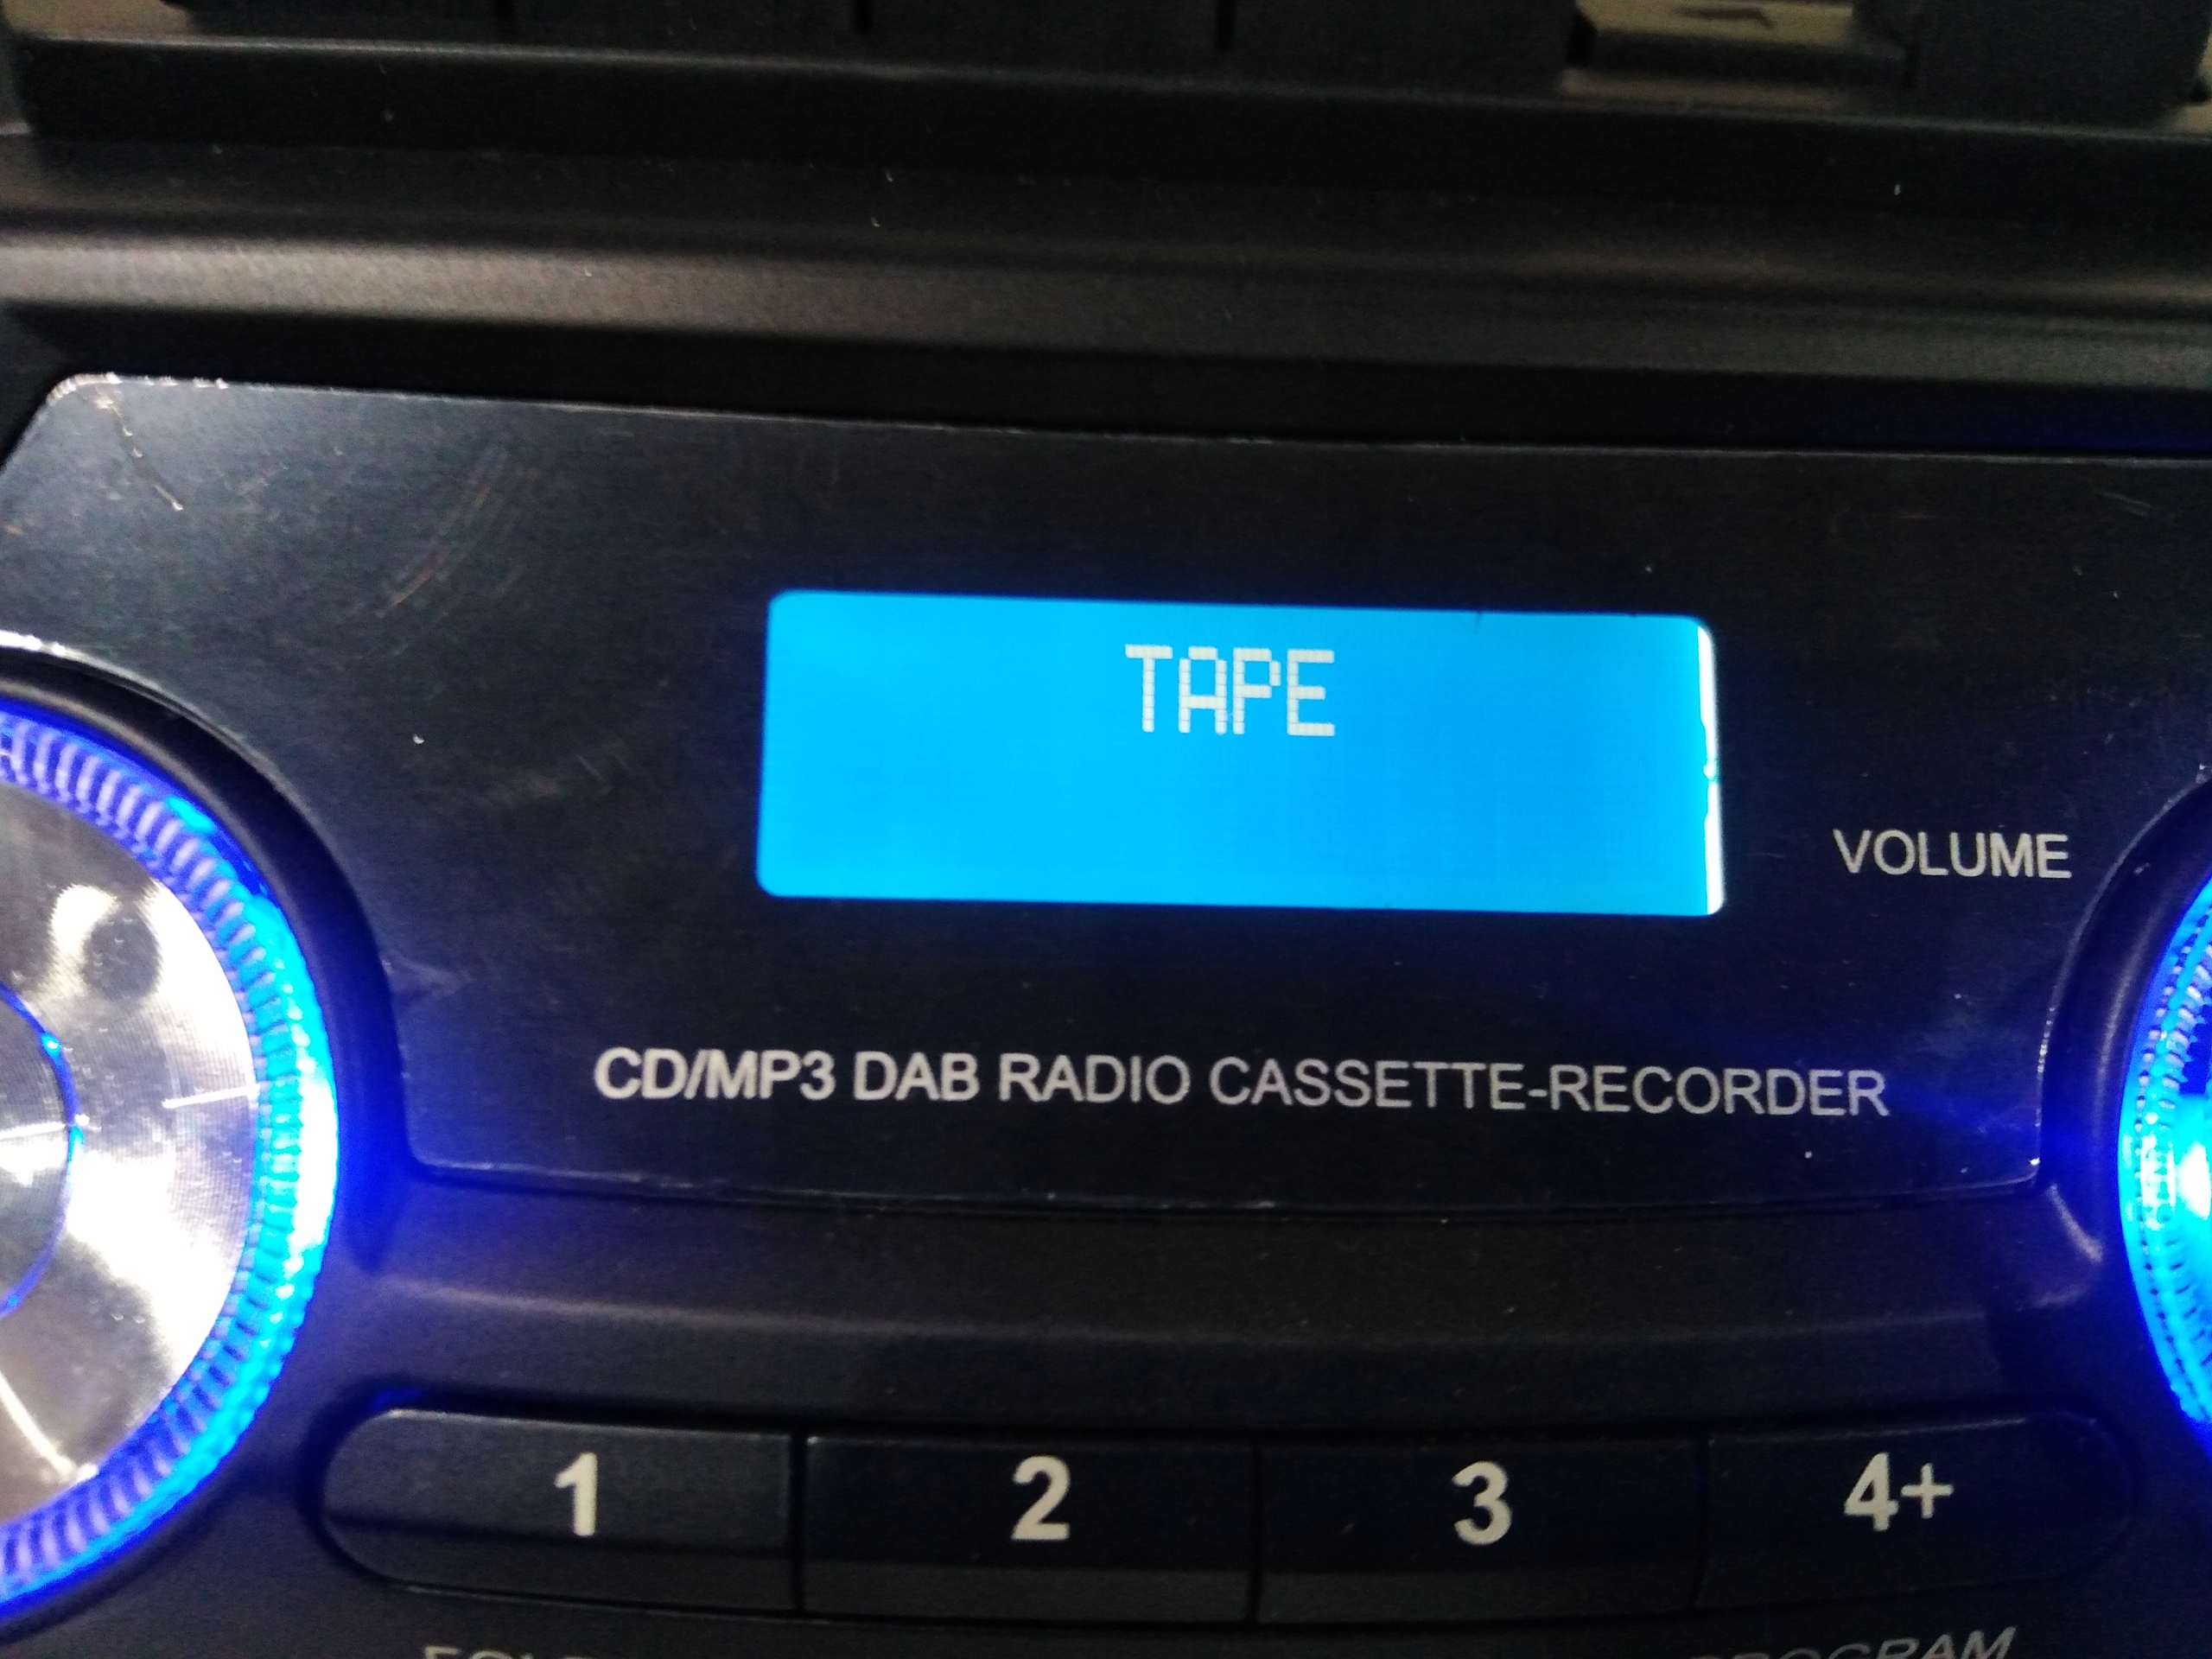 TAPE
VOLUME
CD/MP3 DAB RADIO CASSETTE-RECORDER
1 2 3 4+